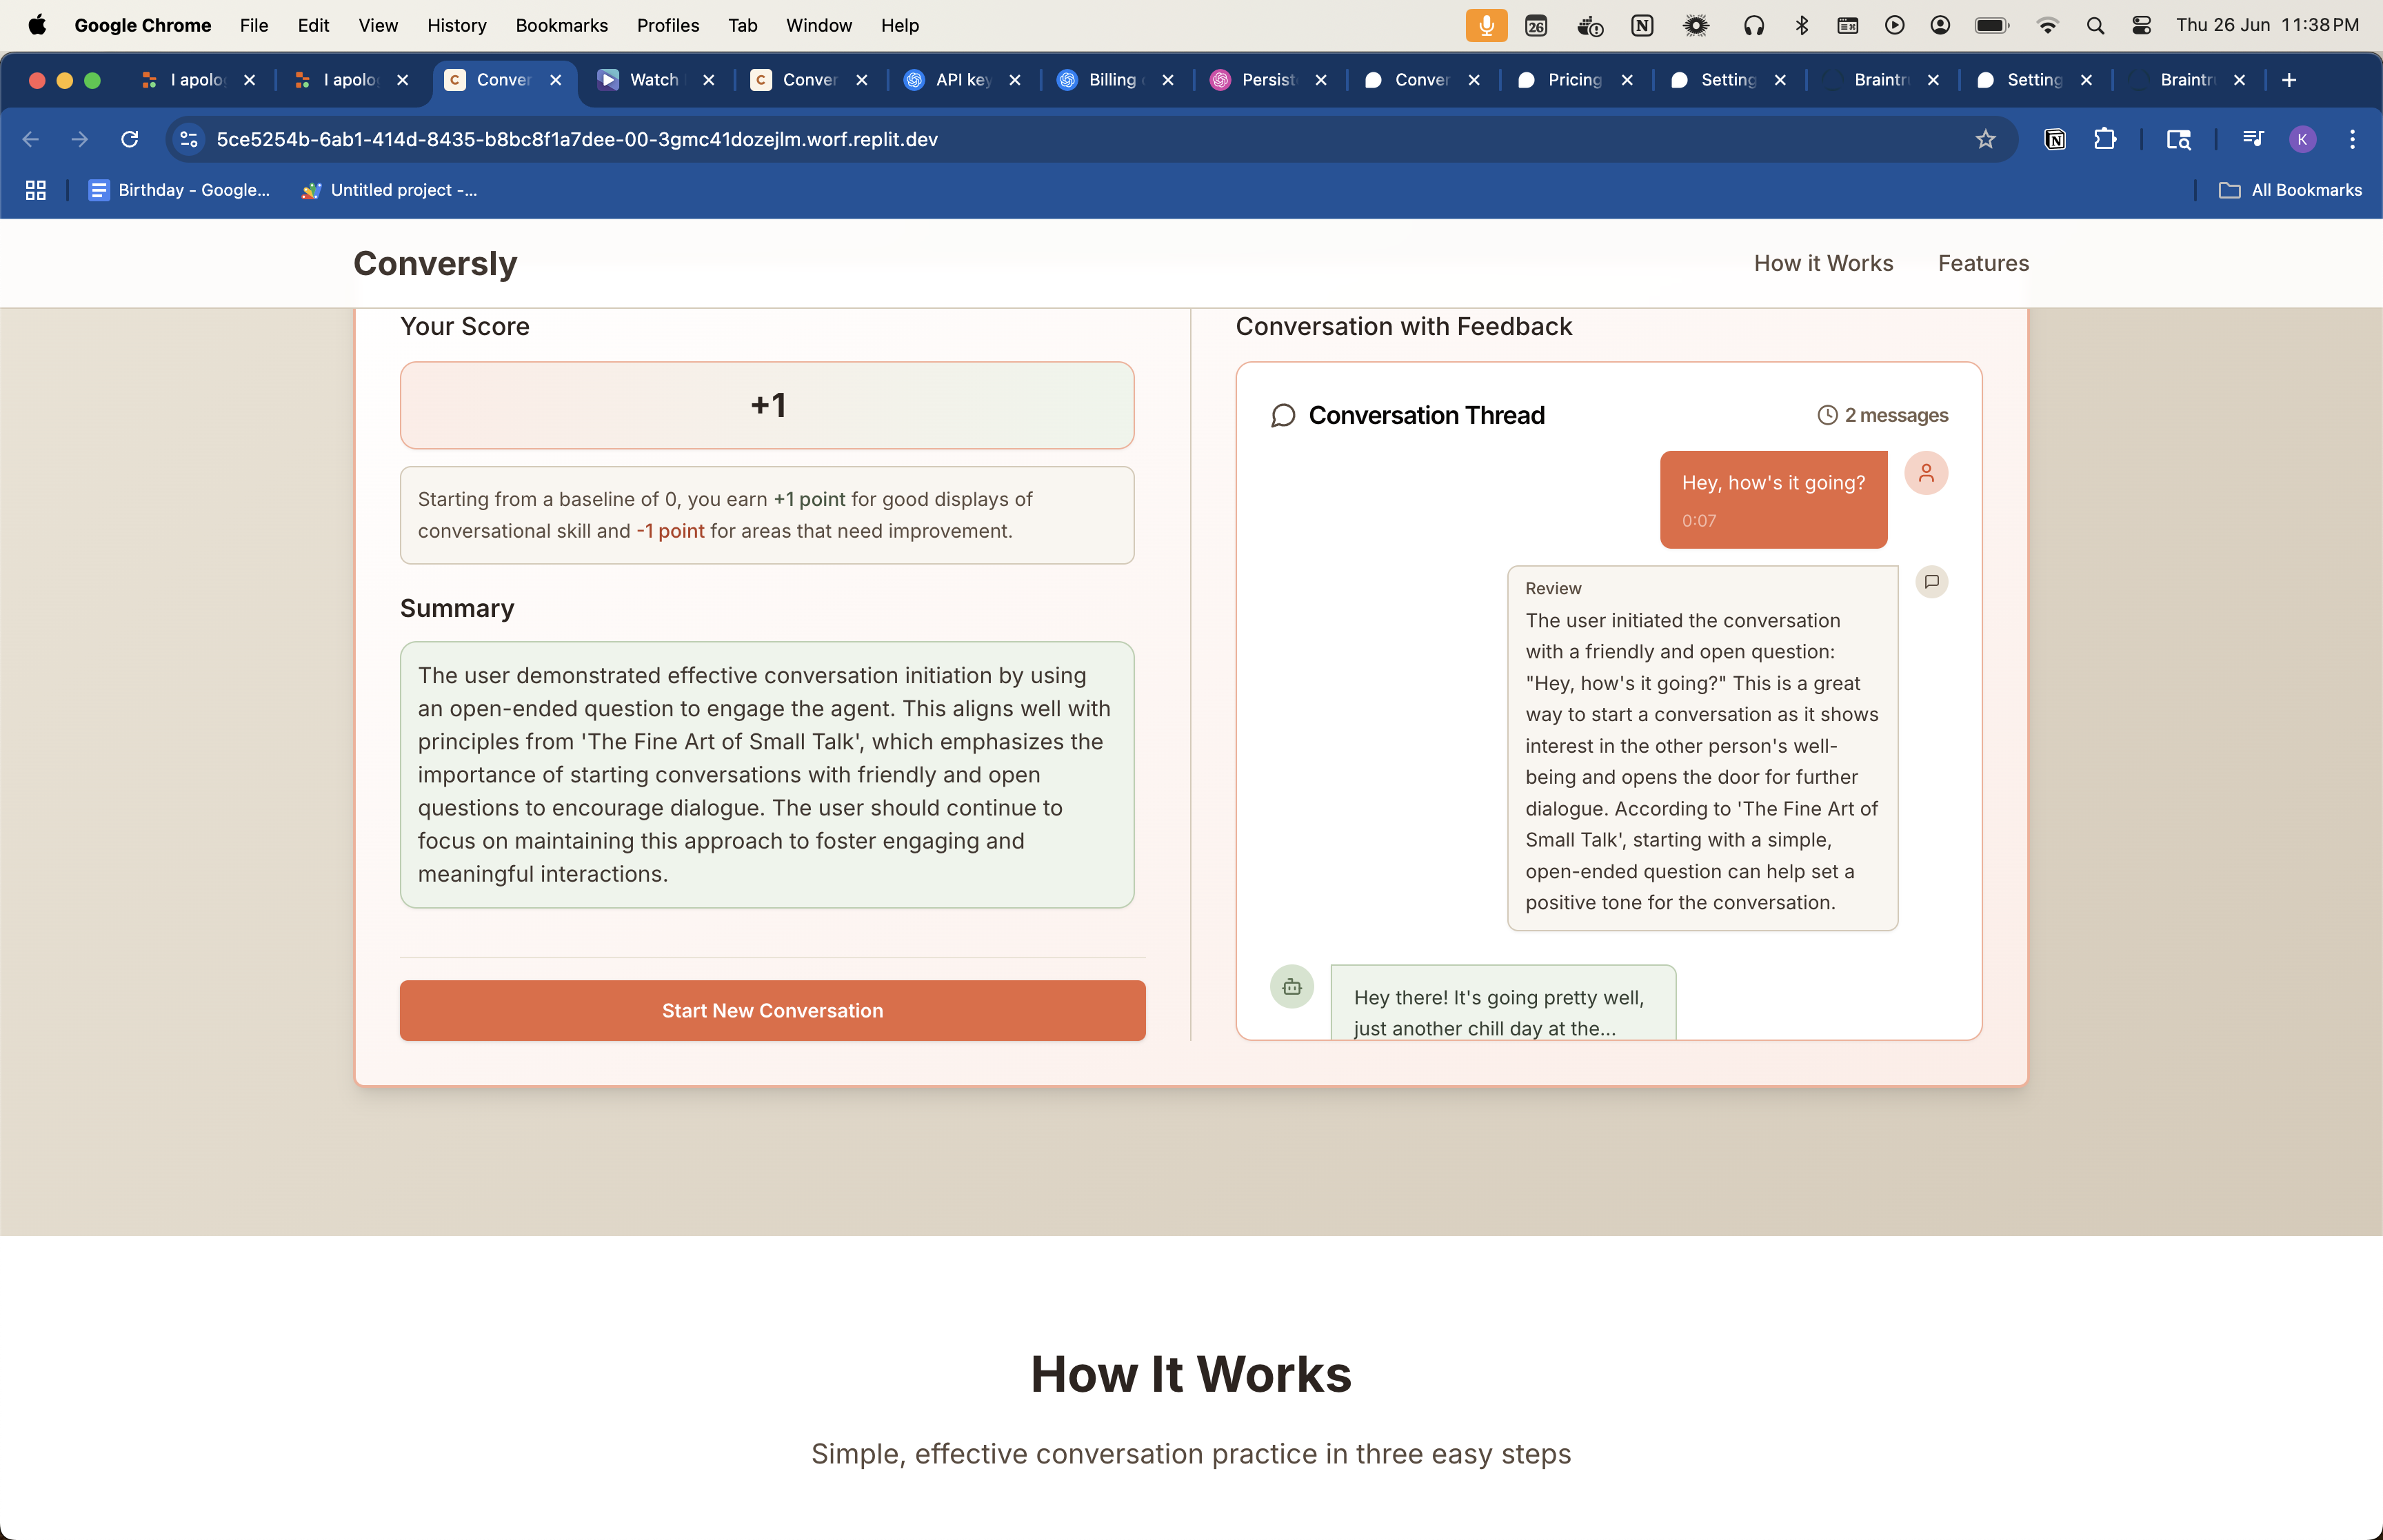 Google Chrome File Edit View History Bookmarks Profiles Tab Window Help 26 N Thu 26 Jun 11:38 PM
I apolo I apolo C Conver Watch C Conver API key Billing Persist Conver Pricing Setting Braintr Setting Braintr
5ce5254b-6ab1-414d-8435-b8bc8f1a7dee-00-3gmc41dozejlm.worf.replit.dev N K
Birthday - Google... Untitled project -... All Bookmarks
Conversly How it Works Features
Your Score
+1
Starting from a baseline of 0, you earn +1 point for good displays of
conversational skill and -1 point for areas that need improvement.
Summary
The user demonstrated effective conversation initiation by using
an open-ended question to engage the agent. This aligns well with
principles from 'The Fine Art of Small Talk', which emphasizes the
importance of starting conversations with friendly and open
questions to encourage dialogue. The user should continue to
focus on maintaining this approach to foster engaging and
meaningful interactions.
Start New Conversation
Conversation with Feedback
Conversation Thread 2 messages
Hey, how's it going?
0:07
Review
The user initiated the conversation
with a friendly and open question:
"Hey, how's it going?" This is a great
way to start a conversation as it shows
interest in the other person's well-
being and opens the door for further
dialogue. According to 'The Fine Art of
Small Talk', starting with a simple,
open-ended question can help set a
positive tone for the conversation.
Hey there! It's going pretty well,
just another chill day at the...
How It Works
Simple, effective conversation practice in three easy steps